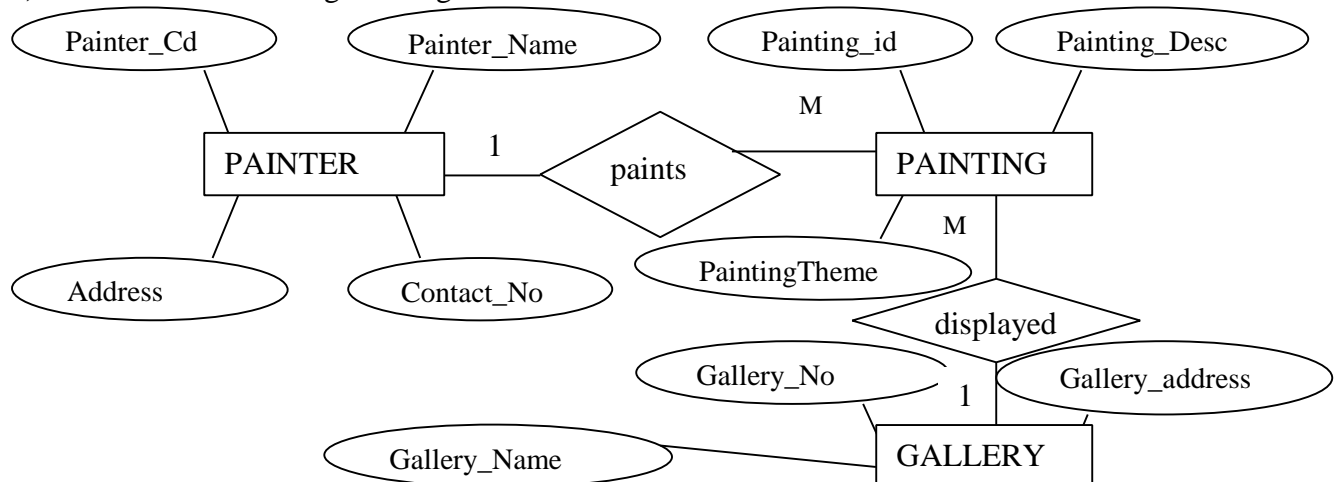 Painter_Cd Painter_Name Painting_id Painting_Desc
M
1
PAINTER paints PAINTING
M
PaintingTheme
Address Contact_No
displayed
Gallery_No Gallery_address
1
Gallery_Name GALLERY